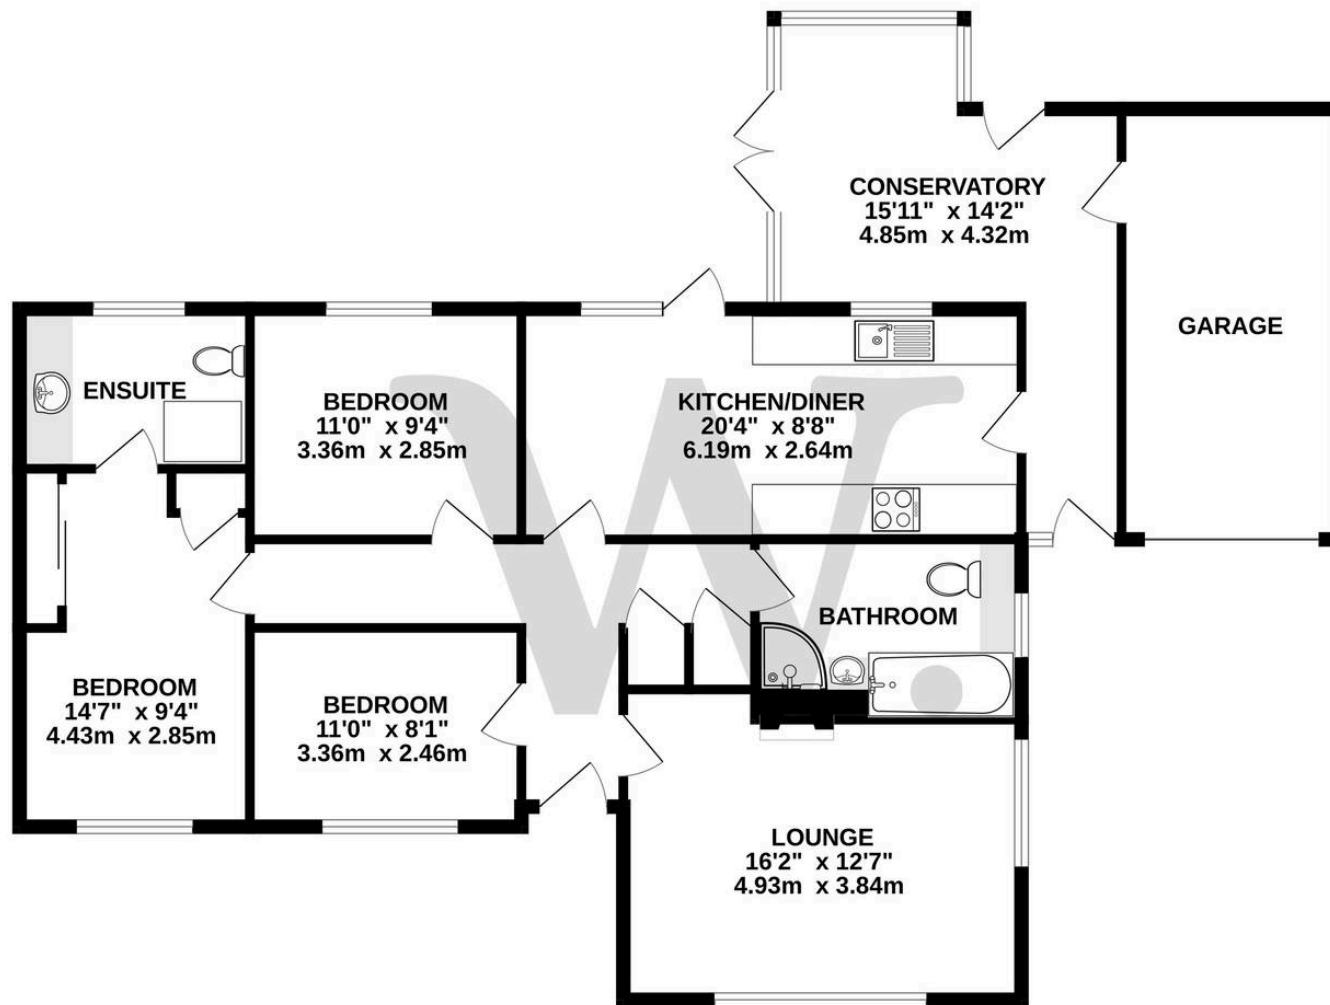 CONSERVATORY
15'11" x 14'2"
4.85m x 4.32m
GARAGE
ENSUITE
BEDROOM
11'0" x 9'4"
3.36m x 2.85m
KITCHEN/DINER
20'4" x 8'8"
6.19m x 2.64m
BATHROOM
BEDROOM
14'7" x 9'4"
4.43m x 2.85m
BEDROOM
11'0" x 8'1"
3.36m x 2.46m
LOUNGE
16'2" x 12'7"
4.93m x 3.84m
W.